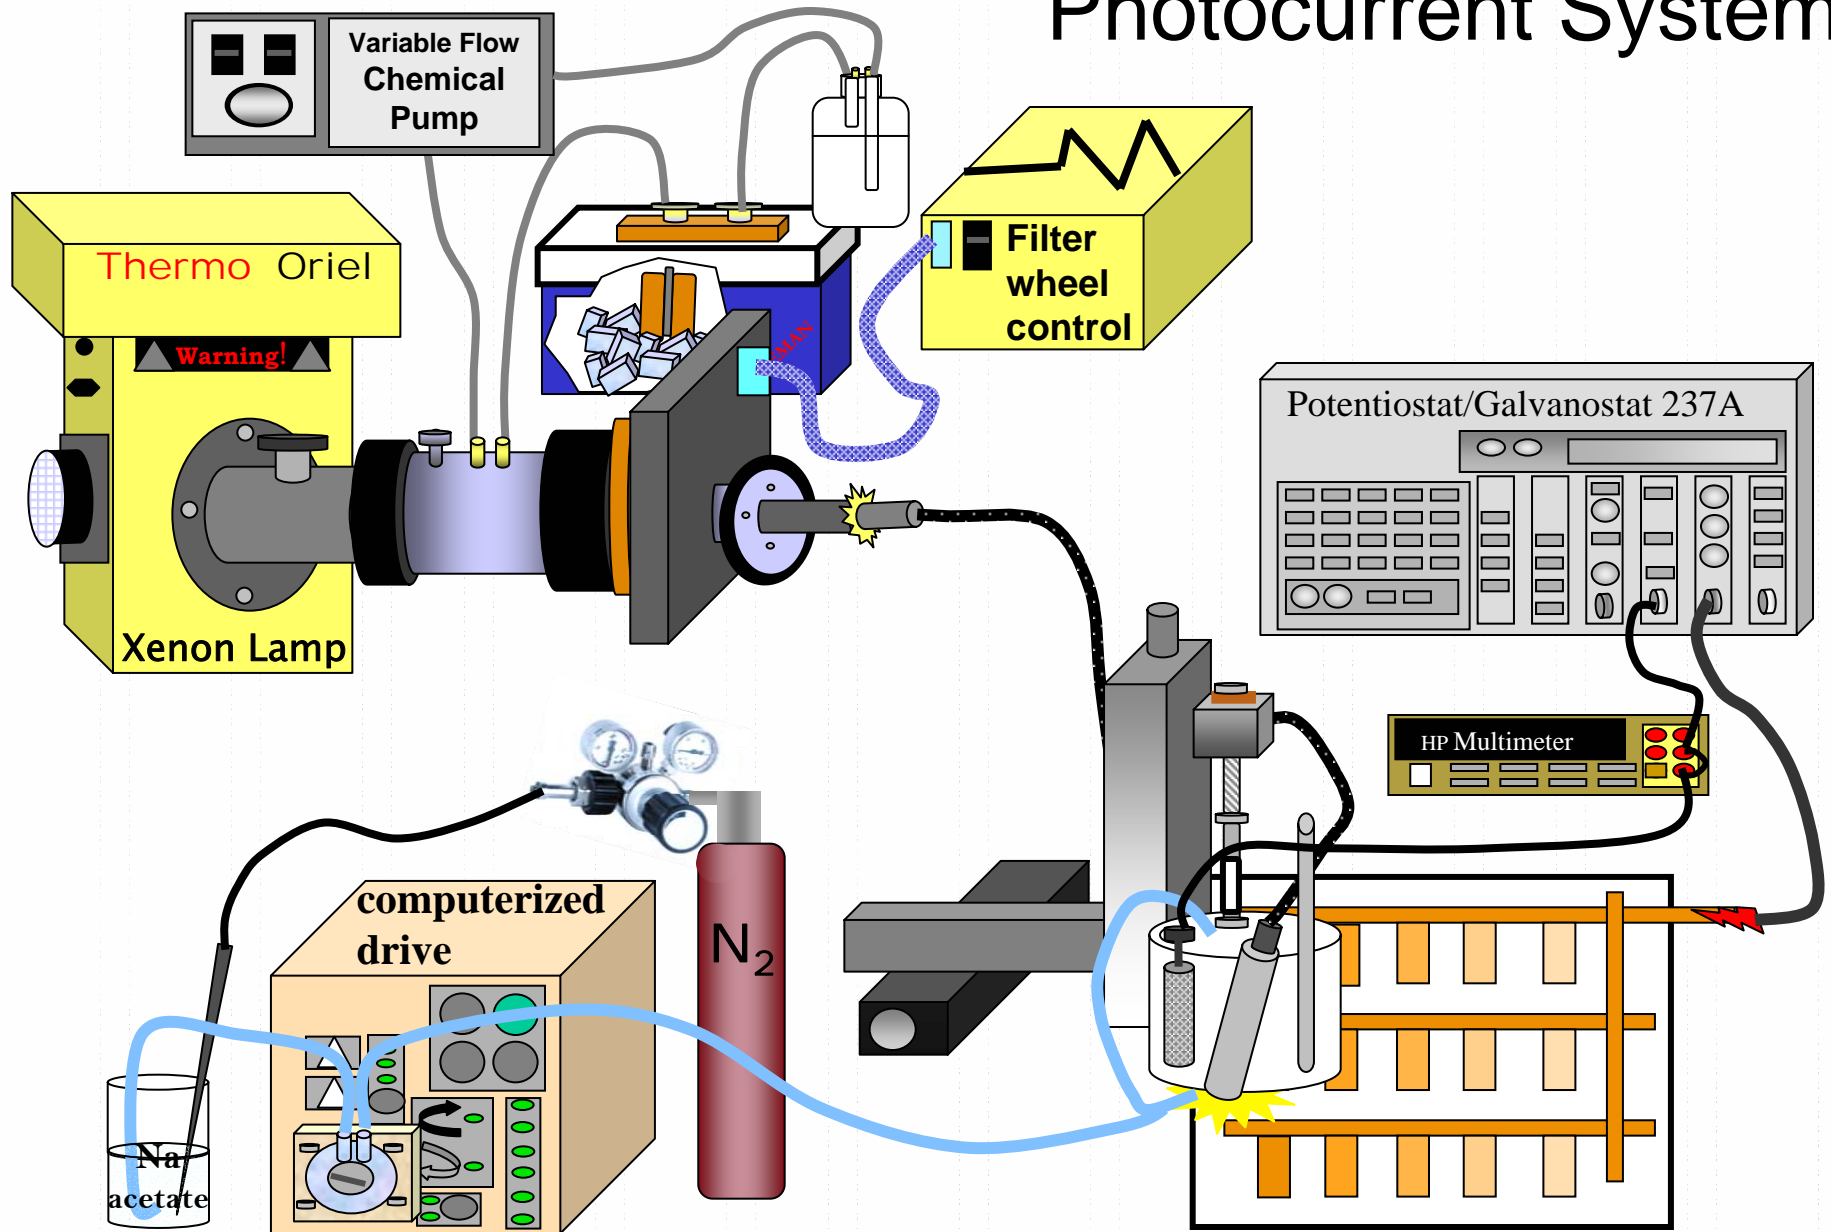 Photocurrent System
Variable Flow
Chemical
Pump
Thermo Oriel
Warning!
Filter
wheel
control
MAN
Potentiostat/Galvanostat 237A
Xenon Lamp
HP Multimeter
computerized
drive
N₂
Na
acetate